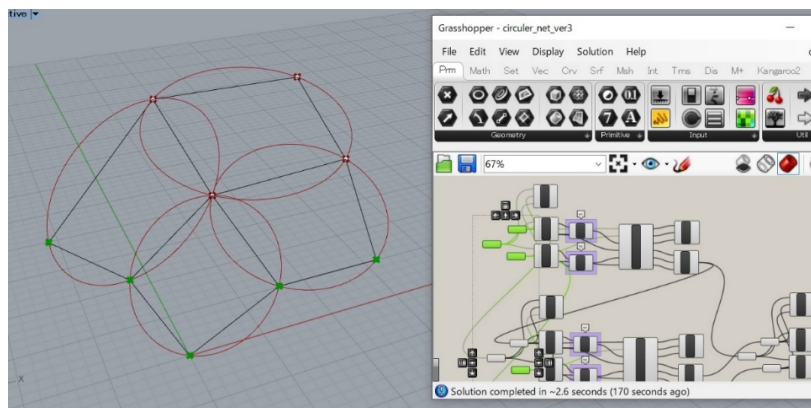 tive
Grasshopper - circuler_net_ver3
File Edit View Display Solution Help
Prm Math Set Vec Crv Srf Msh Int Trns Dis M+ Kangaroo2
Geometry Primitive Input Util
67%
Solution completed in ~2.6 seconds (170 seconds ago)
x